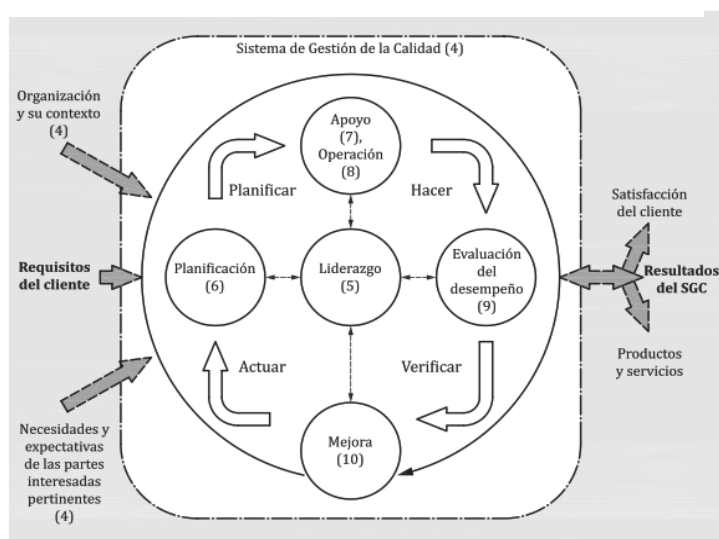 Sistema de Gestión de la Calidad (4)
Organización
y su contexto
(4)
Apoyo
(7),
Operación
(8)
Planificar
Hacer
Satisfacción
del cliente
Requisitos
del cliente
Planificación
(6)
Liderazgo
(5)
Evaluación
del
desempeño
(9)
Resultados
del SGC
Productos
y servicios
Actuar
Verificar
Necesidades y
expectativas
de las partes
interesadas
pertinentes
(4)
Mejora
(10)